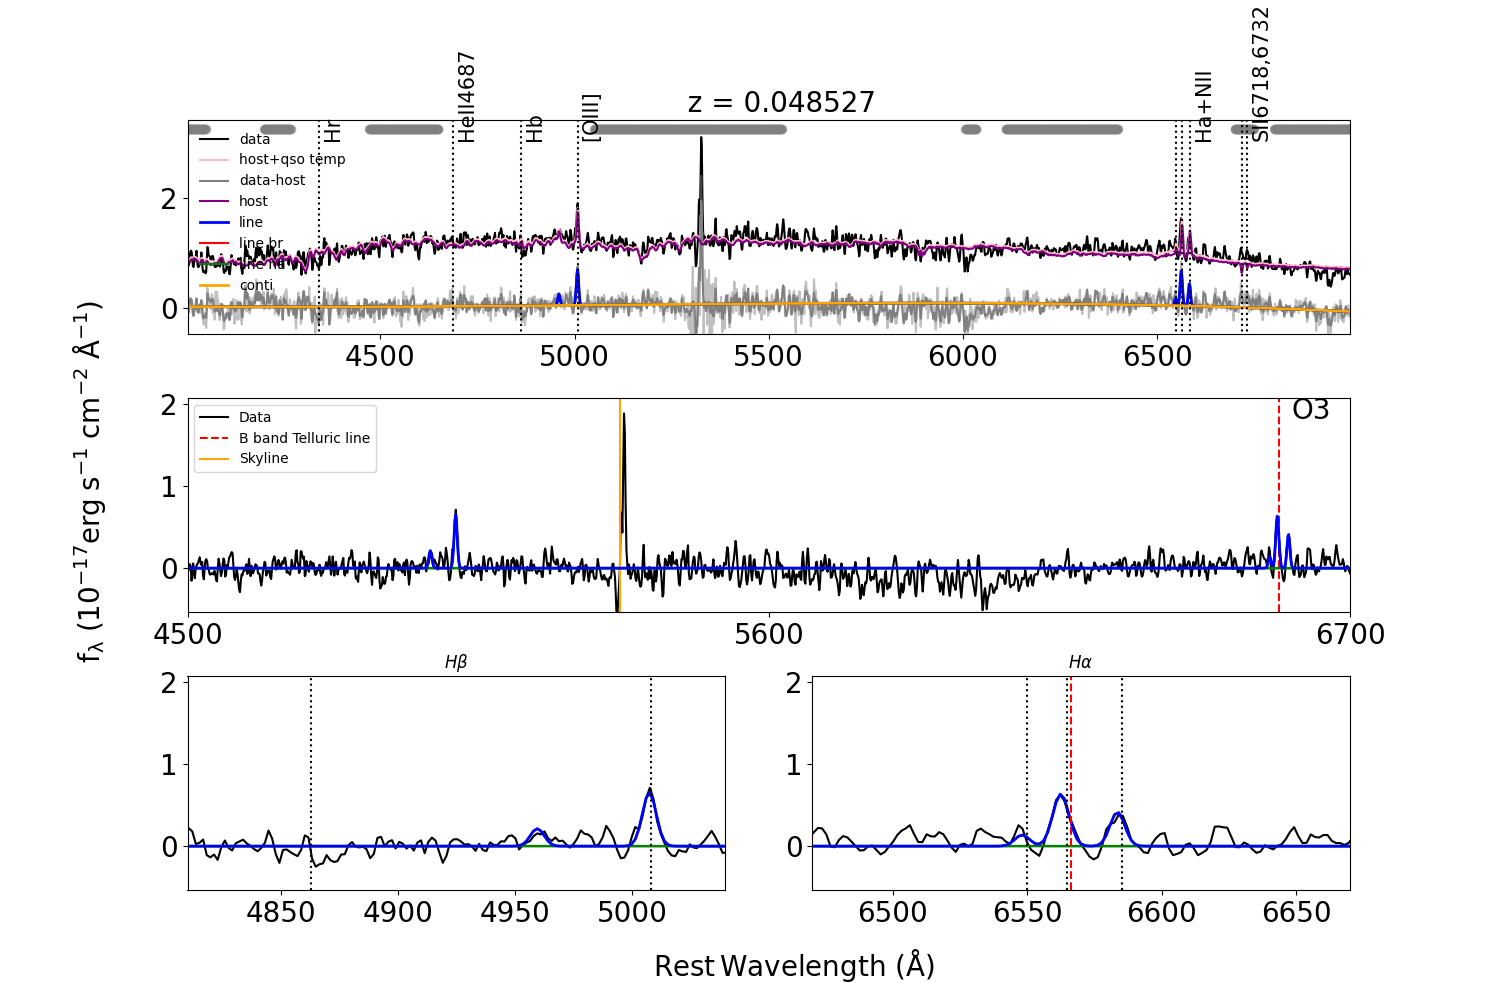 z = 0.048527
Hr
HeII4687
Hb
[OIII]
Ha+NII
SII6718,6732
data
host+qso temp
data-host
host
line
line br
conti
2
0
4500 5000 5500 6000 6500
Data
B band Telluric line
Skyline
O3
2
1
0
4500 5600 6700
fλ (10−17erg s−1 cm−2 Å−1)
Hβ
2
1
0
4850 4900 4950 5000
Hα
2
1
0
6500 6550 6600 6650
Rest Wavelength (Å)